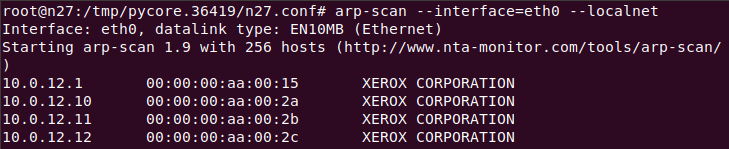 root@n27:/tmp/pycore.36419/n27.conf# arp-scan --interface=eth0 --localnet
Interface: eth0, datalink type: EN10MB (Ethernet)
Starting arp-scan 1.9 with 256 hosts (http://www.nta-monitor.com/tools/arp-scan/
)
10.0.12.1 00:00:00:aa:00:15 XEROX CORPORATION
10.0.12.10 00:00:00:aa:00:2a XEROX CORPORATION
10.0.12.11 00:00:00:aa:00:2b XEROX CORPORATION
10.0.12.12 00:00:00:aa:00:2c XEROX CORPORATION